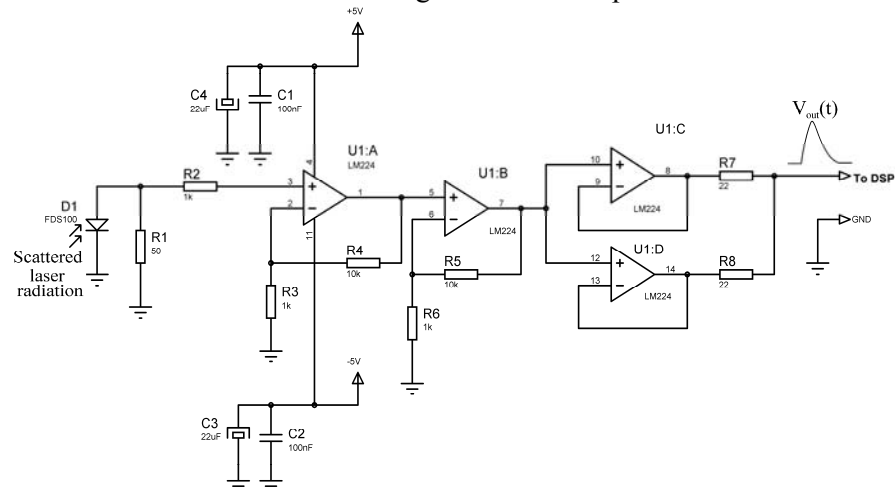 +5V
C4
22uF
C1
100nF
U1:A
LM224
4
3
2
1
11
R2
1k
D1
FDS100
Scattered
laser
radiation
R1
50
R3
1k
R4
10k
U1:B
LM224
5
6
7
R5
10k
R6
1k
U1:C
LM224
10
9
8
R7
22
U1:D
LM224
12
13
14
R8
22
Vout(t)
To DSP
GND
-5V
C3
22uF
C2
100nF